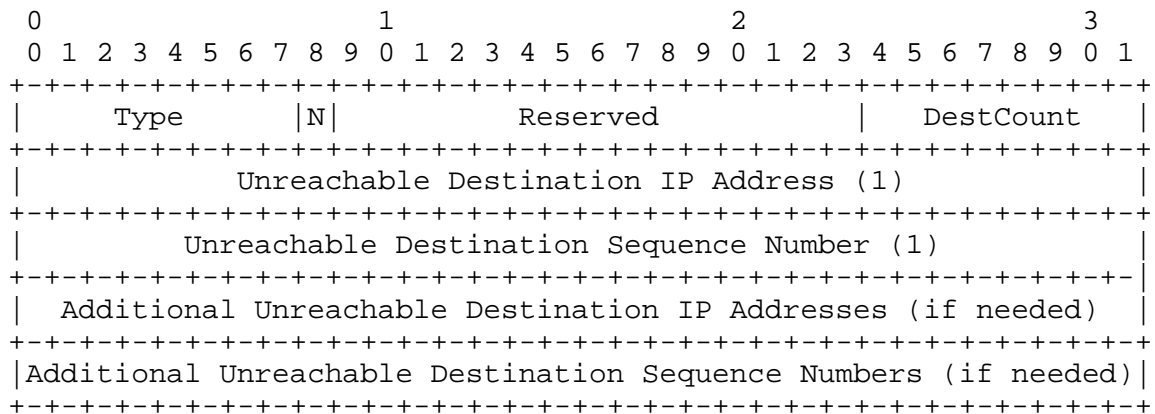 0                   1                   2                   3
 0 1 2 3 4 5 6 7 8 9 0 1 2 3 4 5 6 7 8 9 0 1 2 3 4 5 6 7 8 9 0 1
+-+-+-+-+-+-+-+-+-+-+-+-+-+-+-+-+-+-+-+-+-+-+-+-+-+-+-+-+-+-+-+-+
|     Type      |N|          Reserved           |   DestCount   |
+-+-+-+-+-+-+-+-+-+-+-+-+-+-+-+-+-+-+-+-+-+-+-+-+-+-+-+-+-+-+-+-+
|            Unreachable Destination IP Address (1)             |
+-+-+-+-+-+-+-+-+-+-+-+-+-+-+-+-+-+-+-+-+-+-+-+-+-+-+-+-+-+-+-+-+
|         Unreachable Destination Sequence Number (1)           |
+-+-+-+-+-+-+-+-+-+-+-+-+-+-+-+-+-+-+-+-+-+-+-+-+-+-+-+-+-+-+-+-|
|  Additional Unreachable Destination IP Addresses (if needed)  |
+-+-+-+-+-+-+-+-+-+-+-+-+-+-+-+-+-+-+-+-+-+-+-+-+-+-+-+-+-+-+-+-+
|Additional Unreachable Destination Sequence Numbers (if needed)|
+-+-+-+-+-+-+-+-+-+-+-+-+-+-+-+-+-+-+-+-+-+-+-+-+-+-+-+-+-+-+-+-+